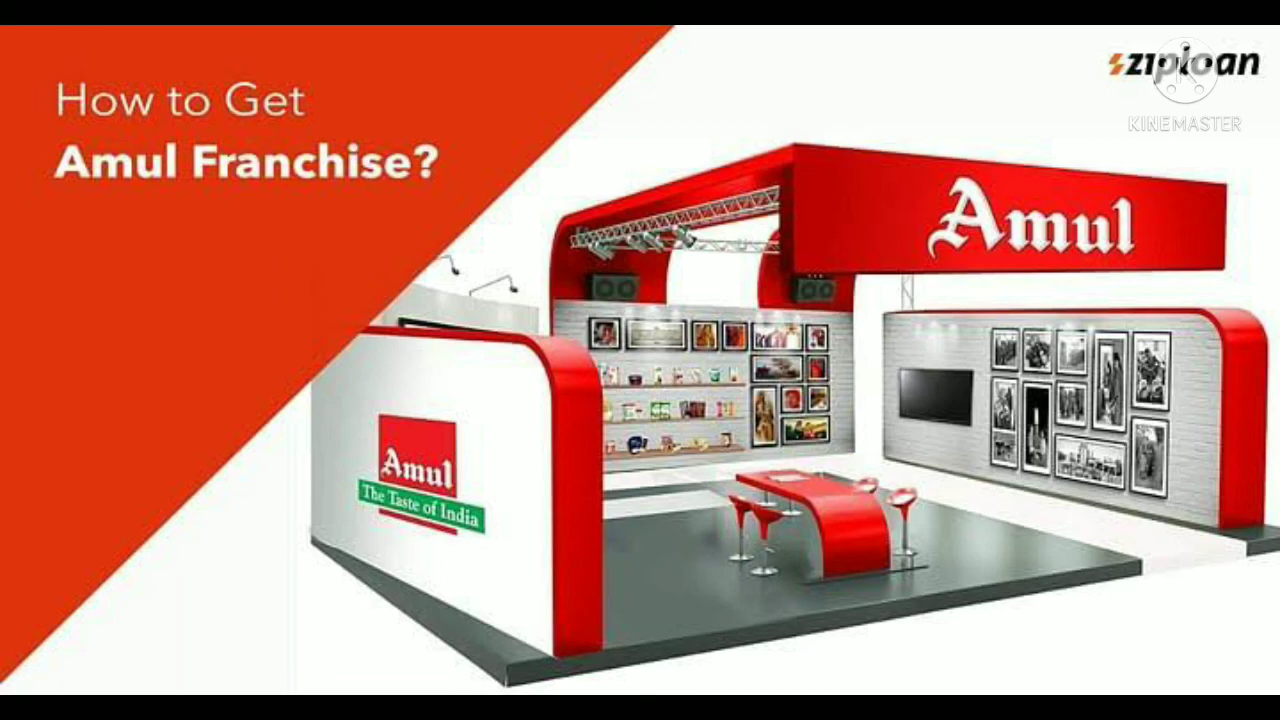 How to Get
Amul Franchise?
ziploan
KINEMASTER
Amul
Amul
The Taste of India